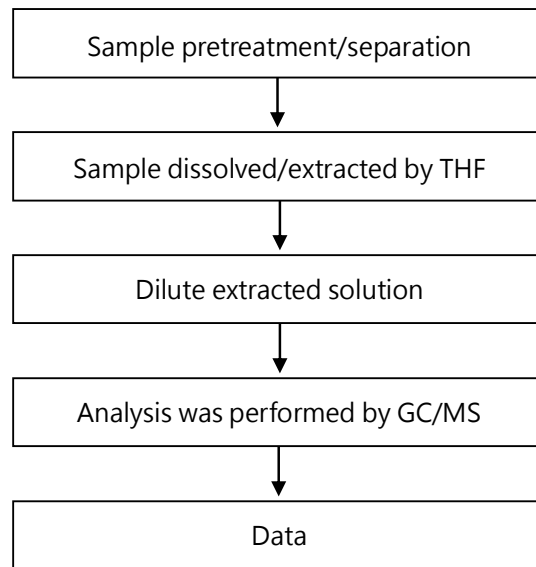 Sample pretreatment/separation
Sample dissolved/extracted by THF
Dilute extracted solution
Analysis was performed by GC/MS
Data